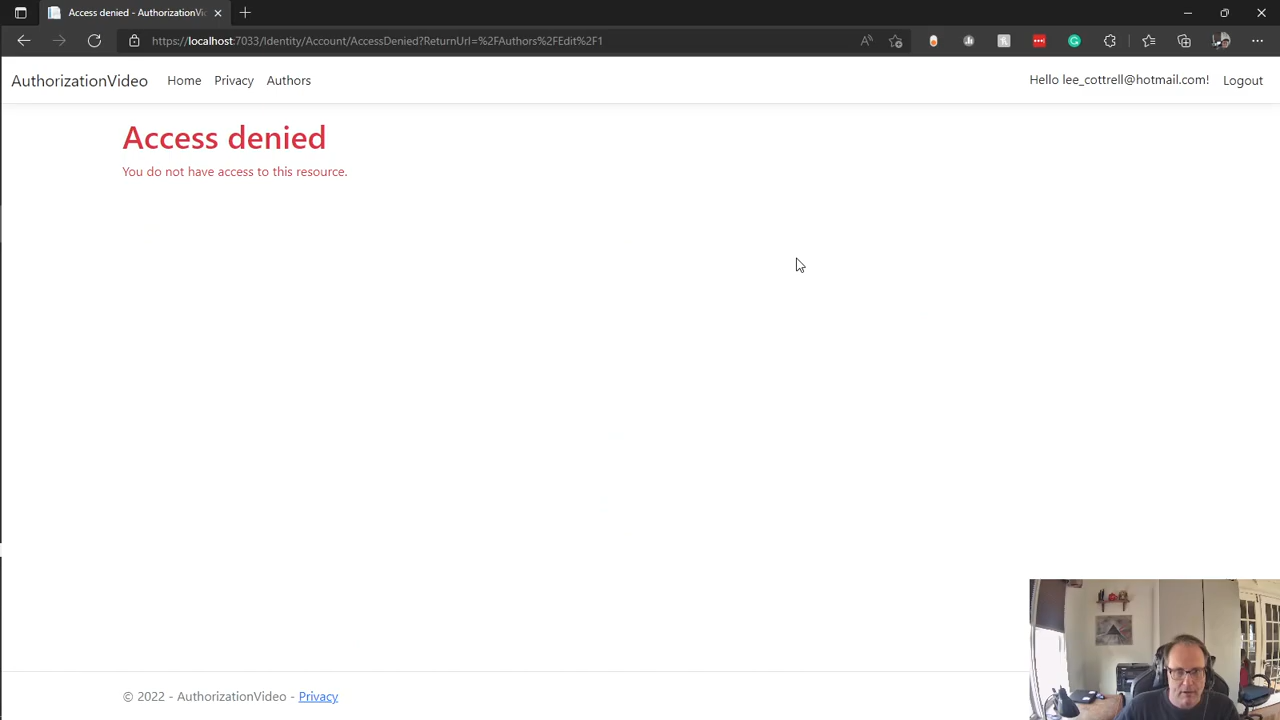 Access denied - AuthorizationVi
https://localhost:7033/Identity/Account/AccessDenied?ReturnUrl=%2FAuthors%2FEdit%2F1
AuthorizationVideo Home Privacy Authors Hello lee_cottrell@hotmail.com! Logout
Access denied
You do not have access to this resource.
© 2022 - AuthorizationVideo - Privacy